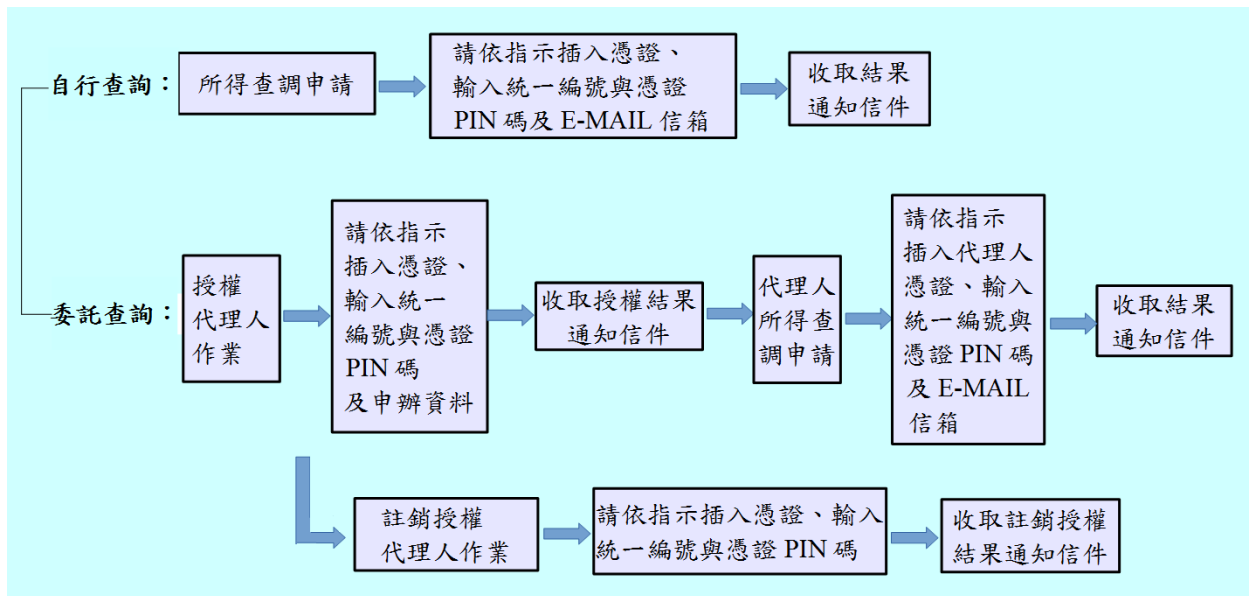 自行查詢：
所得查調申請
請依指示插入憑證、
輸入統一編號與憑證
PIN 碼及 E-MAIL 信箱
收取結果
通知信件
委託查詢：
授權
代理人
作業
請依指示
插入憑證、
輸入統一
編號與憑證
PIN 碼
及申辦資料
收取授權結果
通知信件
代理人
所得查
調申請
請依指示
插入代理人
憑證、輸入
統一編號與
憑證 PIN 碼
及 E-MAIL
信箱
收取結果
通知信件
註銷授權
代理人作業
請依指示插入憑證、輸入
統一編號與憑證 PIN 碼
收取註銷授權
結果通知信件